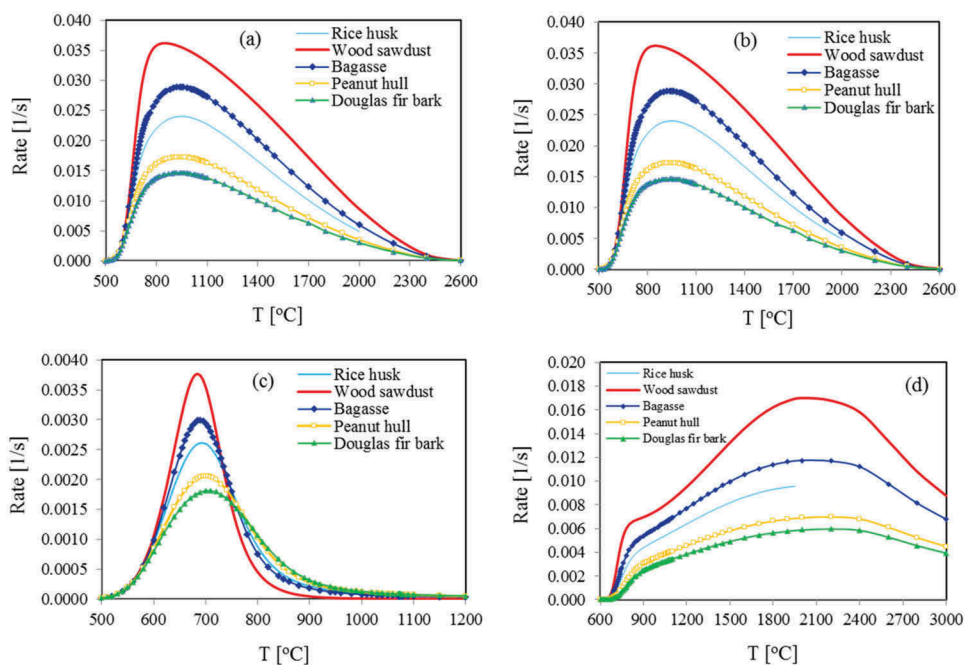 0.040
0.035
0.030
0.025
0.020
0.015
0.010
0.005
0.000
Rate [1/s]
(a)
Rice husk
Wood sawdust
Bagasse
Peanut hull
Douglas fir bark
500 800 1100 1400 1700 2000 2300 2600
T [°C]
0.040
0.035
0.030
0.025
0.020
0.015
0.010
0.005
0.000
Rate [1/s]
(b)
Rice husk
Wood sawdust
Bagasse
Peanut hull
Douglas fir bark
500 800 1100 1400 1700 2000 2300 2600
T [°C]
0.0040
0.0035
0.0030
0.0025
0.0020
0.0015
0.0010
0.0005
0.0000
Rate [1/s]
(c)
Rice husk
Wood sawdust
Bagasse
Peanut hull
Douglas fir bark
500 600 700 800 900 1000 1100 1200
T [°C]
0.020
0.018
0.016
0.014
0.012
0.010
0.008
0.006
0.004
0.002
0.000
Rate [1/s]
(d)
Rice husk
Wood sawdust
Bagasse
Peanut hull
Douglas fir bark
600 900 1200 1500 1800 2100 2400 2700 3000
T [°C]